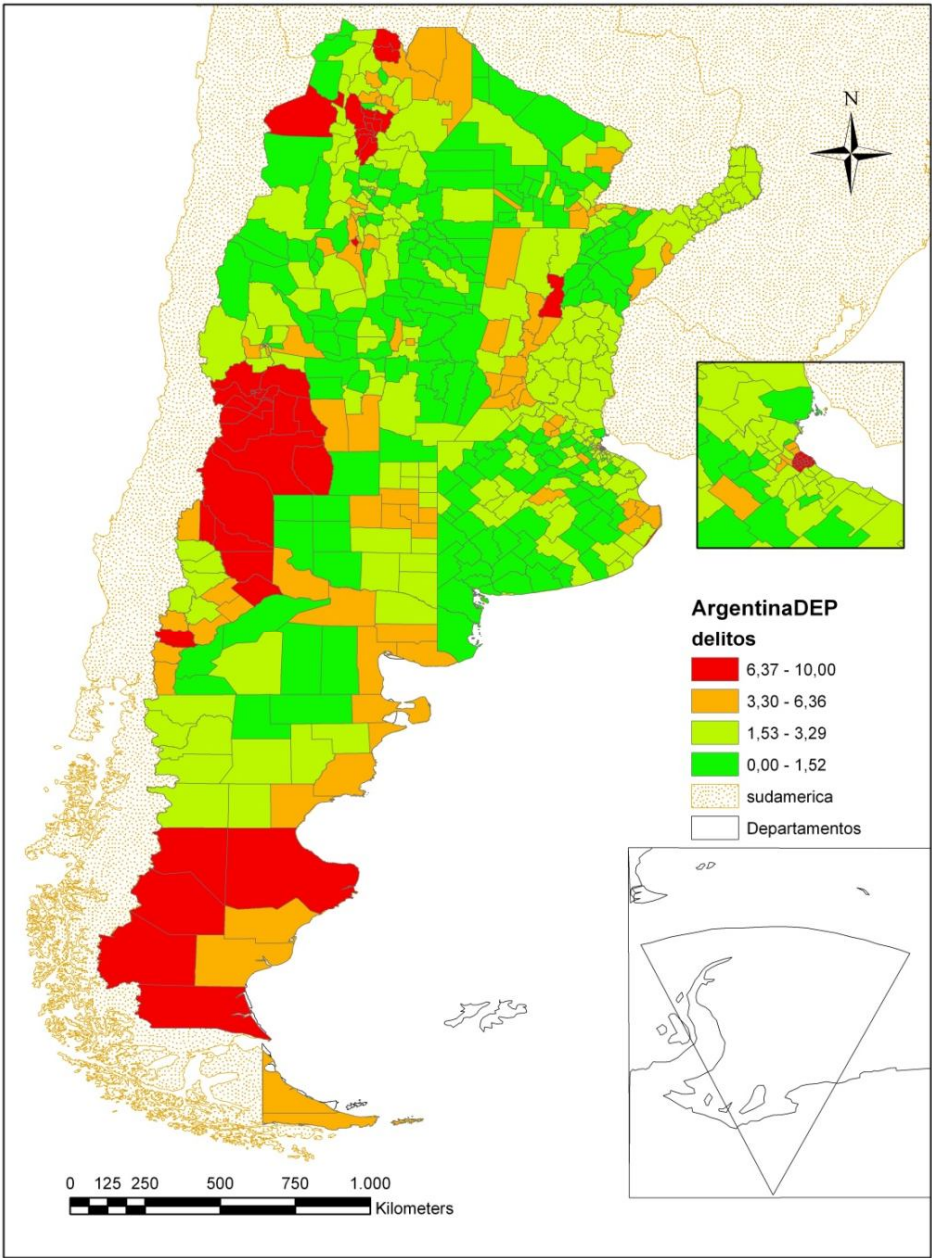 N
ArgentinaDEP
delitos
6,37 - 10,00
3,30 - 6,36
1,53 - 3,29
0,00 - 1,52
sudamerica
Departamentos
0 125 250 500 750 1.000
Kilometers